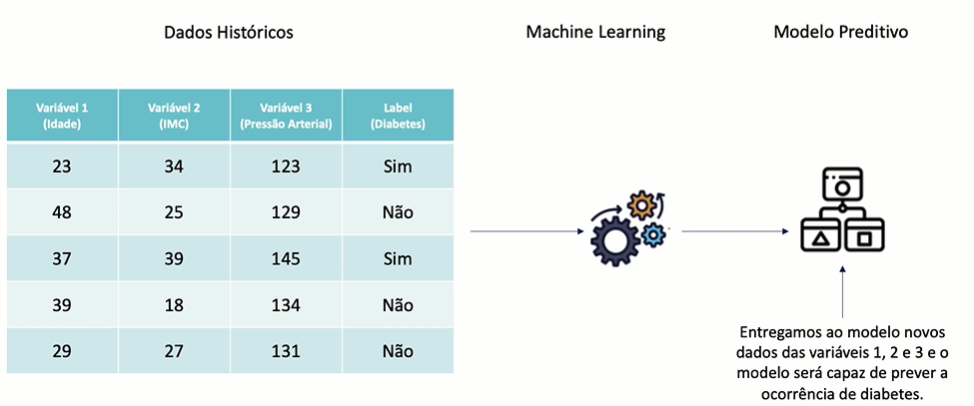 Dados Históricos
Machine Learning
Modelo Preditivo
Variável 1
(Idade)
Variável 2
(IMC)
Variável 3
(Pressão Arterial)
Label
(Diabetes)
23 34 123 Sim
48 25 129 Não
37 39 145 Sim
39 18 134 Não
29 27 131 Não
Entregamos ao modelo novos
dados das variáveis 1, 2 e 3 e o
modelo será capaz de prever a
ocorrência de diabetes.